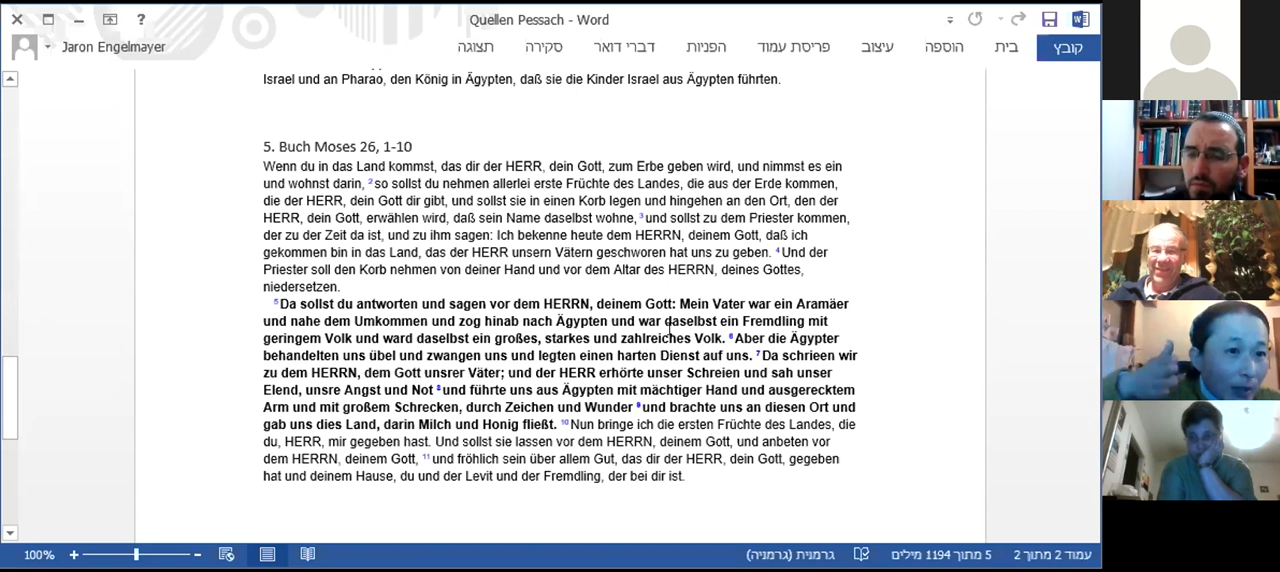 Quellen Pessach - Word
Jaron Engelmayer
קובץ
בית
הוספה
עיצוב
פריסת עמוד
הפניות
דברי דואר
סקירה
תצוגה
Israel und an Pharao, den König in Ägypten, daß sie die Kinder Israel aus Ägypten führten.
5. Buch Moses 26, 1-10
Wenn du in das Land kommst, das dir der HERR, dein Gott, zum Erbe geben wird, und nimmst es ein
und wohnst darin, 2 so sollst du nehmen allerlei erste Früchte des Landes, die aus der Erde kommen,
die der HERR, dein Gott dir gibt, und sollst sie in einen Korb legen und hingehen an den Ort, den der
HERR, dein Gott, erwählen wird, daß sein Name daselbst wohne, 3 und sollst zu dem Priester kommen,
der zu der Zeit da ist, und zu ihm sagen: Ich bekenne heute dem HERRN, deinem Gott, daß ich
gekommen bin in das Land, das der HERR unsern Vätern geschworen hat uns zu geben. 4 Und der
Priester soll den Korb nehmen von deiner Hand und vor dem Altar des HERRN, deines Gottes,
niedersetzen.
5 Da sollst du antworten und sagen vor dem HERRN, deinem Gott: Mein Vater war ein Aramäer
und nahe dem Umkommen und zog hinab nach Ägypten und war daselbst ein Fremdling mit
geringem Volk und ward daselbst ein großes, starkes und zahlreiches Volk. 6 Aber die Ägypter
behandelten uns übel und zwangen uns und legten einen harten Dienst auf uns. 7 Da schrieen wir
zu dem HERRN, dem Gott unsrer Väter; und der HERR erhörte unser Schreien und sah unser
Elend, unsre Angst und Not 8 und führte uns aus Ägypten mit mächtiger Hand und ausgerecktem
Arm und mit großem Schrecken, durch Zeichen und Wunder 9 und brachte uns an diesen Ort und
gab uns dies Land, darin Milch und Honig fließt. 10 Nun bringe ich die ersten Früchte des Landes, die
du, HERR, mir gegeben hast. Und sollst sie lassen vor dem HERRN, deinem Gott, und anbeten vor
dem HERRN, deinem Gott, 11 und fröhlich sein über allem Gut, das dir der HERR, dein Gott, gegeben
hat und deinem Hause, du und der Levit und der Fremdling, der bei dir ist.
עמוד 2 מתוך 2
5 מתוך 1194 מילים
גרמנית (גרמניה)
100%